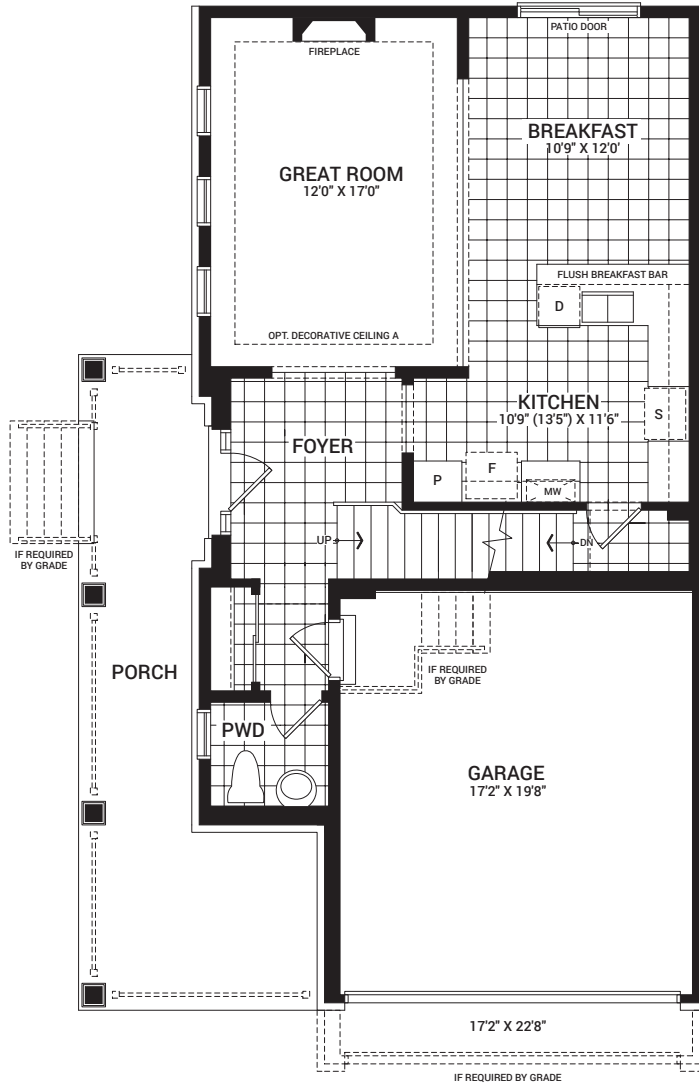 PATIO DOOR
FIREPLACE
BREAKFAST
10'9" X 12'0'
GREAT ROOM
12'0" X 17'0"
FLUSH BREAKFAST BAR
D
OPT. DECORATIVE CEILING A
KITCHEN
10'9" (13'5") X 11'6"
S
FOYER
P
F
MW
UP
DN
IF REQUIRED
BY GRADE
PORCH
IF REQUIRED
BY GRADE
PWD
GARAGE
17'2" X 19'8"
17'2" X 22'8"
IF REQUIRED BY GRADE